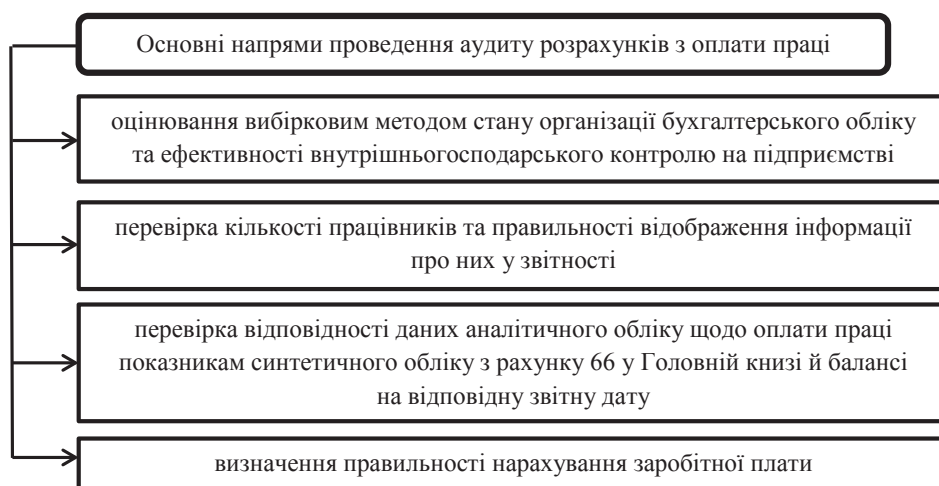 Основні напрями проведення аудиту розрахунків з оплати праці
оцінювання вибірковим методом стану організації бухгалтерського обліку
та ефективності внутрішньогосподарського контролю на підприємстві
перевірка кількості працівників та правильності відображення інформації
про них у звітності
перевірка відповідності даних аналітичного обліку щодо оплати праці
показникам синтетичного обліку з рахунку 66 у Головній книзі й балансі
на відповідну звітну дату
визначення правильності нарахування заробітної плати